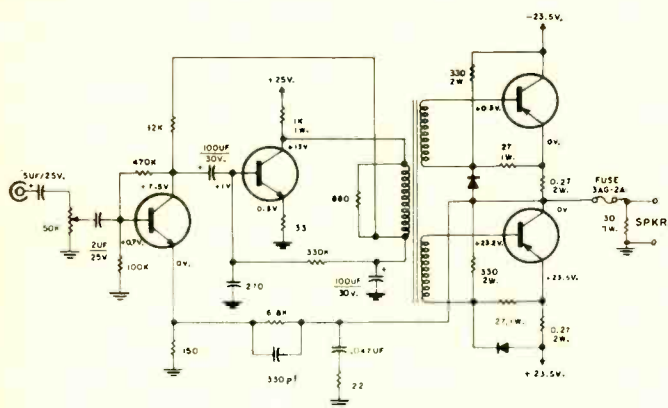 -23.5V.
330
2W.
+25V.
+0.3V.
1K
1W.
0V.
12K
100UF
30V.
+13V
27
1W.
470K
0.27
2W.
FUSE
3AG-2A
5UF/25V.
+
+
+7.5V
+1V
680
0V
0.3V
50K
SPKR
30
7W.
2UF
25V
+0.7V
0V.
33
+23.2V.
100K
330K
330
2W.
+23.5V.
270
100UF
30V.
+
27,1W.
6.8K
0.27
2W.
150
.047UF
330pf
22
+23.5V.